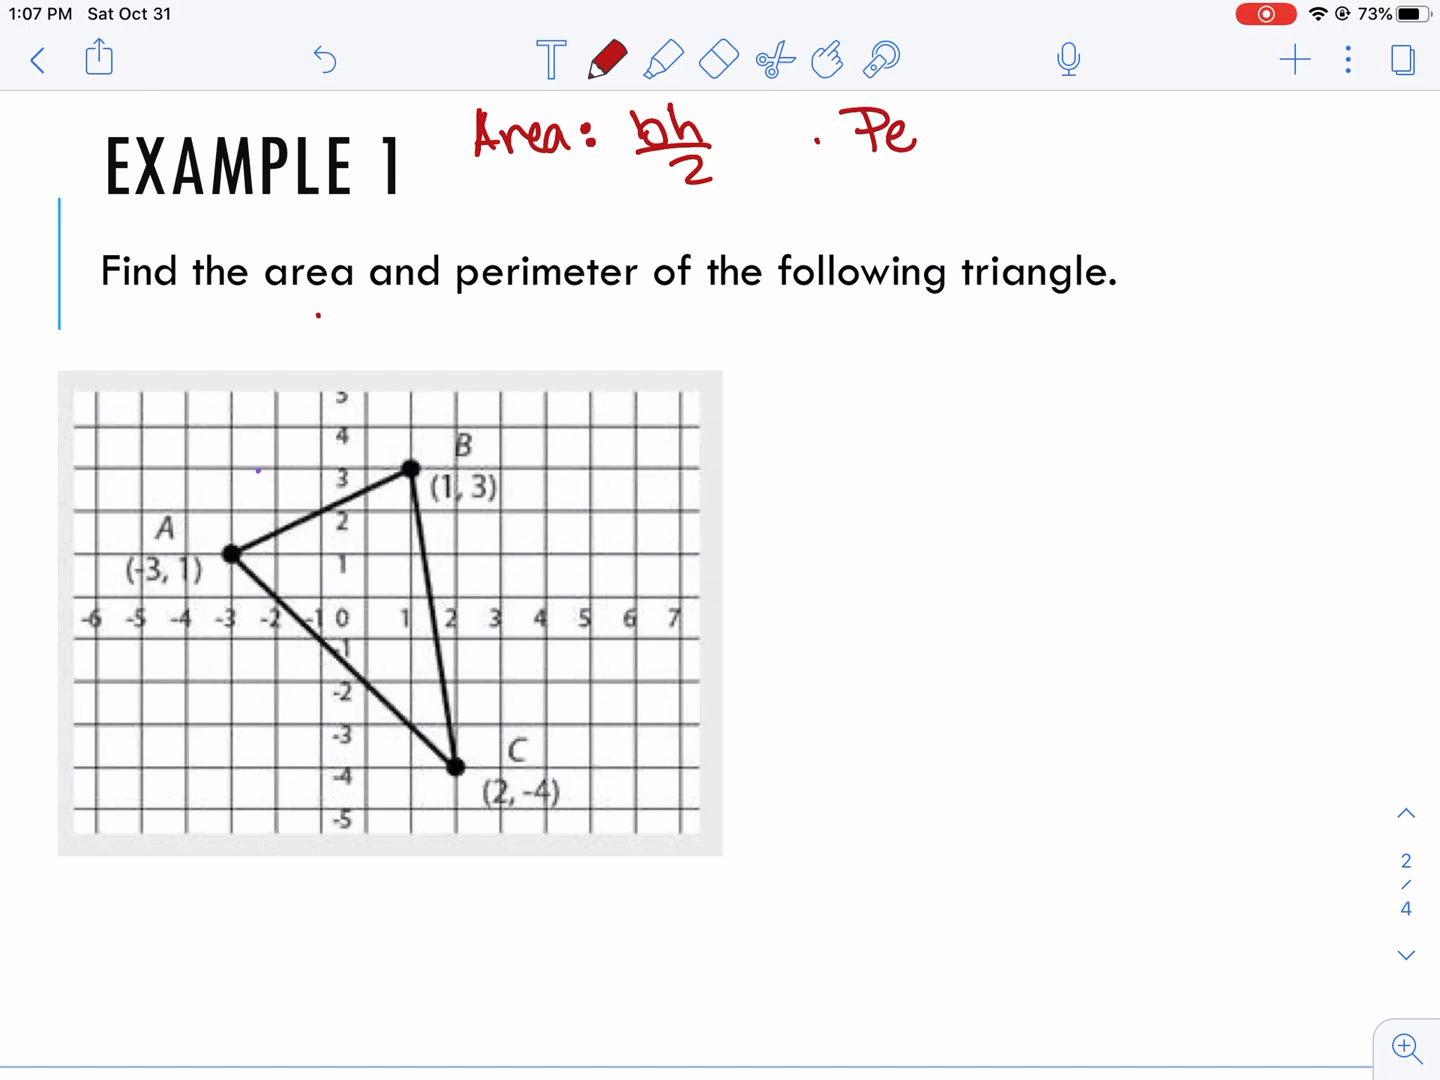 1:07 PM Sat Oct 31 73%
T
Area: bh/2 . Pe
EXAMPLE 1
Find the area and perimeter of the following triangle.
5
4
B
3
(1, 3)
A
2
(-3, 1)
1
-6 -5 -4 -3 -2 -1 0 1 2 3 4 5 6 7
-1
-2
-3
C
-4
(2, -4)
-5
2
/
4